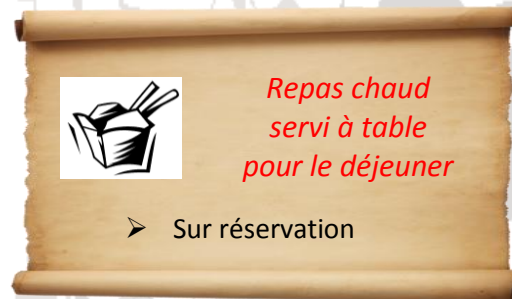 Repas chaud
servi à table
pour le déjeuner
➢ Sur réservation